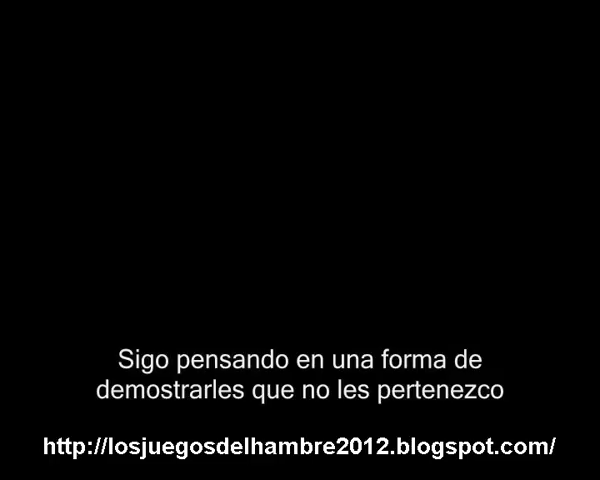 Sigo pensando en una forma de
demostrarles que no les pertenezco
http://losjuegosdelhambre2012.blogspot.com/